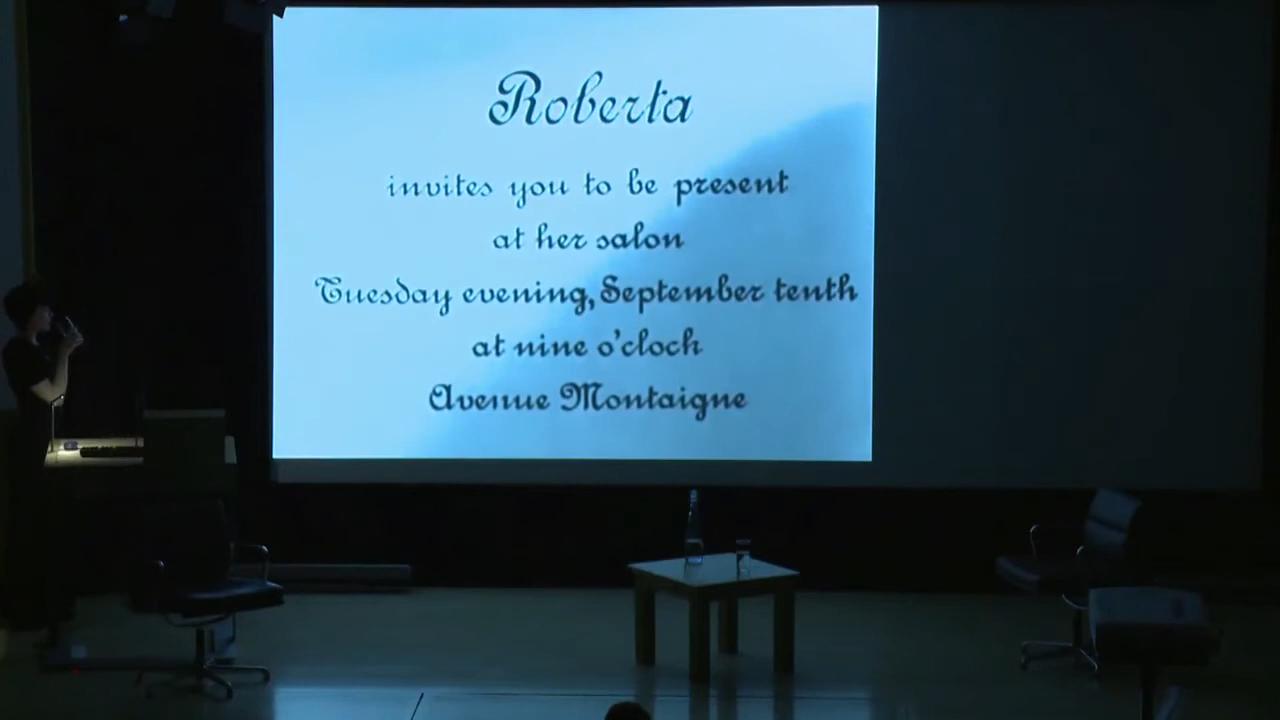 Roberta
invites you to be present
at her salon
Tuesday evening, September tenth
at nine o'clock
Avenue Montaigne